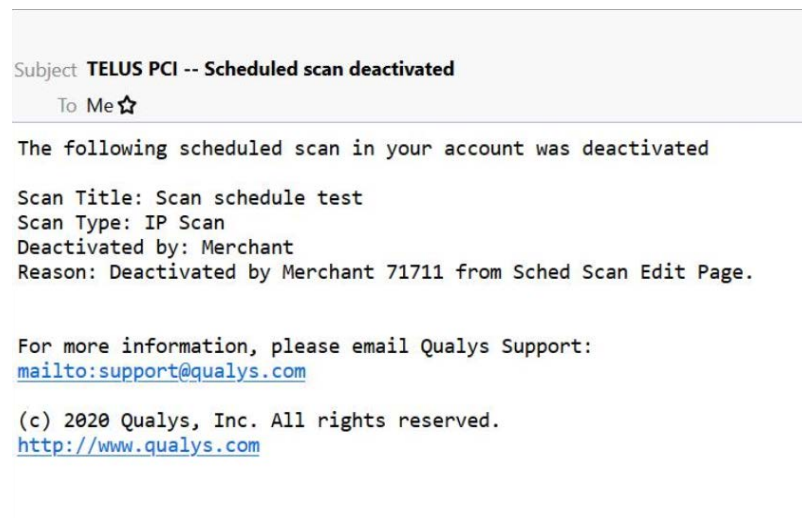 Subject TELUS PCI -- Scheduled scan deactivated
To Me
The following scheduled scan in your account was deactivated
Scan Title: Scan schedule test
Scan Type: IP Scan
Deactivated by: Merchant
Reason: Deactivated by Merchant 71711 from Sched Scan Edit Page.
For more information, please email Qualys Support:
mailto:support@qualys.com
(c) 2020 Qualys, Inc. All rights reserved.
http://www.qualys.com